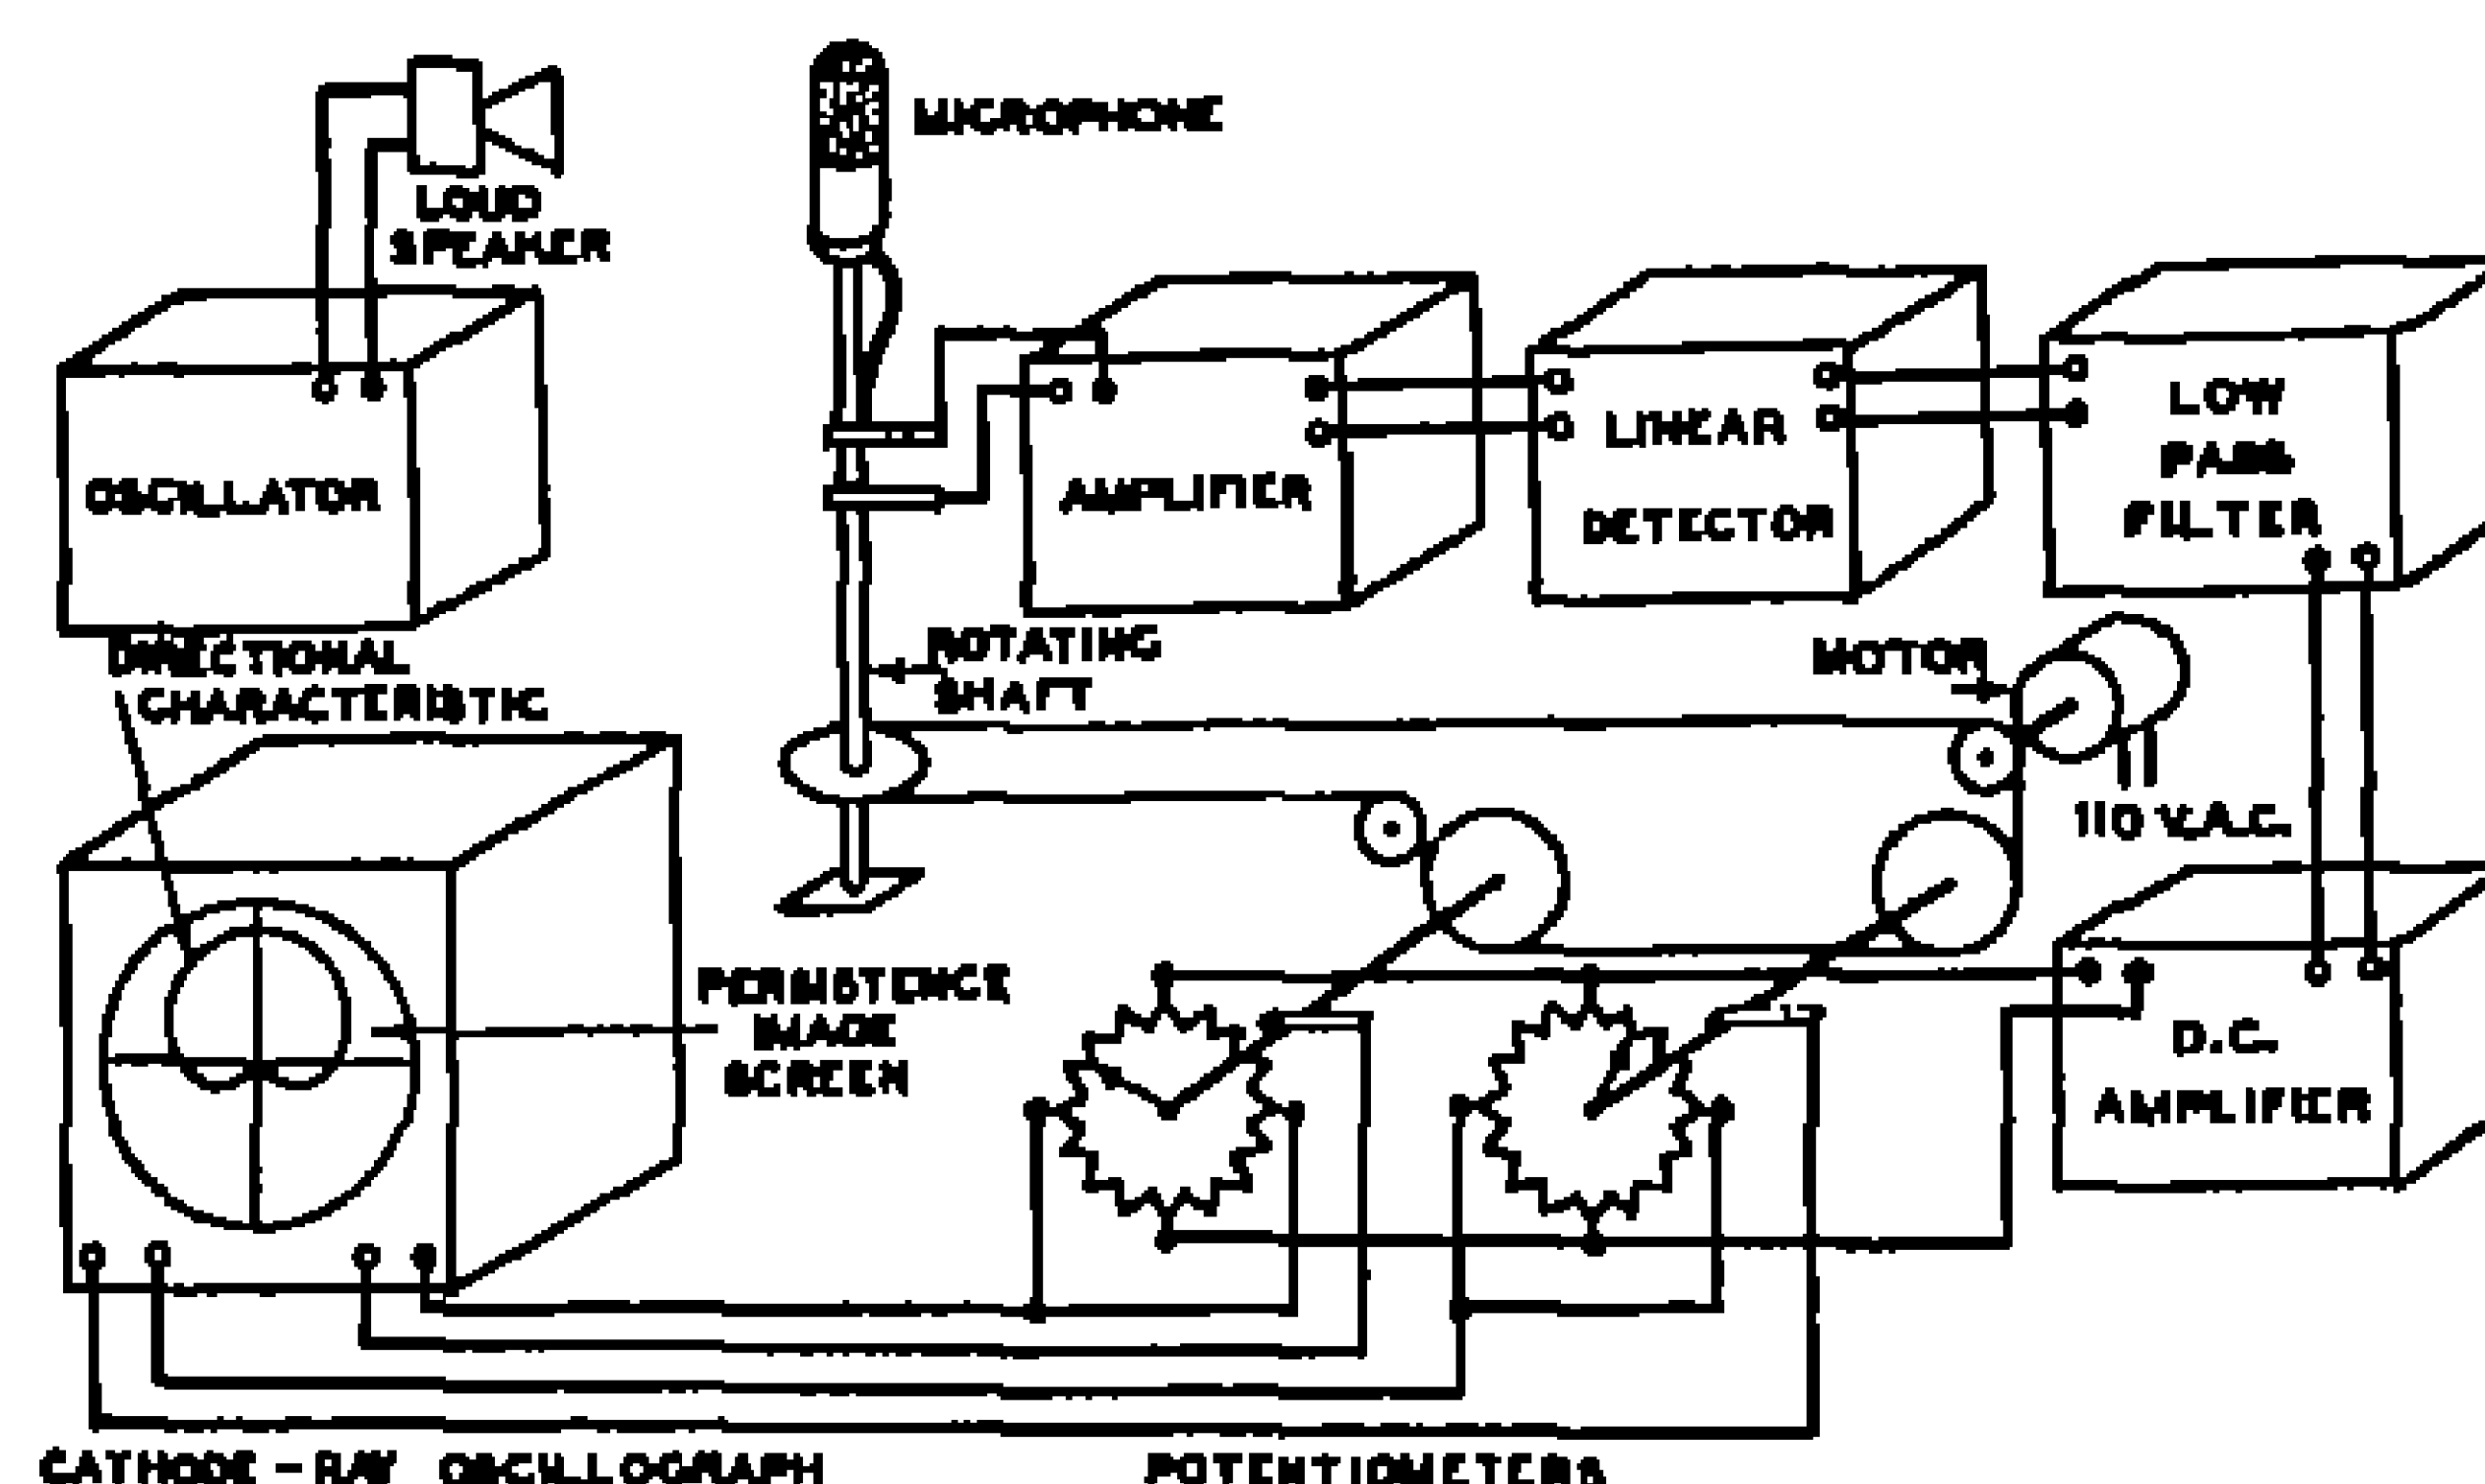 LOUD
SPEAKER
MICROPHONE
OSCILLATOR
AMPLIFIER
LINEAR
DETECTOR
LOW
PASS
FILTER
DIRECTIONAL
CHARACTERISTIC
ROTATING
SHAFT
MOTOR
110 V.A.C.
PERSISTENCE
IMAGE
SCREEN
D.C.
AMPLIFIER
CATHODE-RAY OSCILLOGRAPH
POTENTIOMETERS